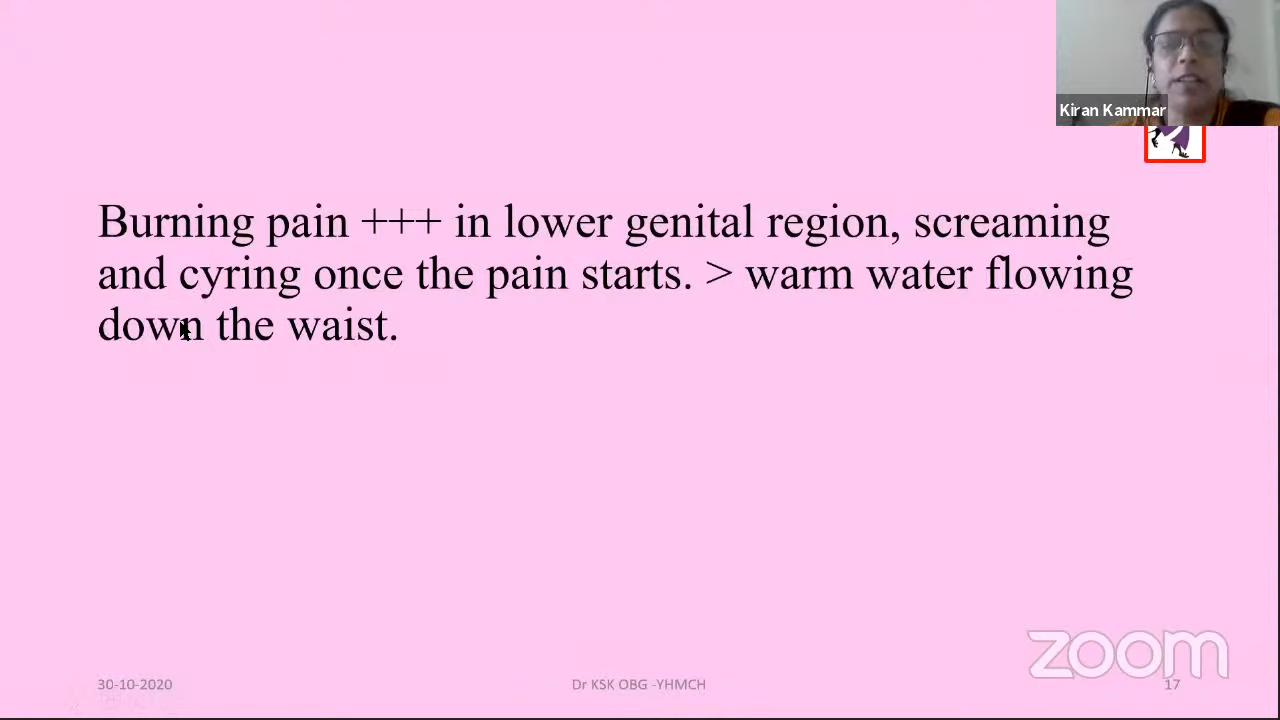 Kiran Kammar
Burning pain +++ in lower genital region, screaming
and cyring once the pain starts. > warm water flowing
down the waist.
zoom
30-10-2020
Dr KSK OBG -YHMCH
17